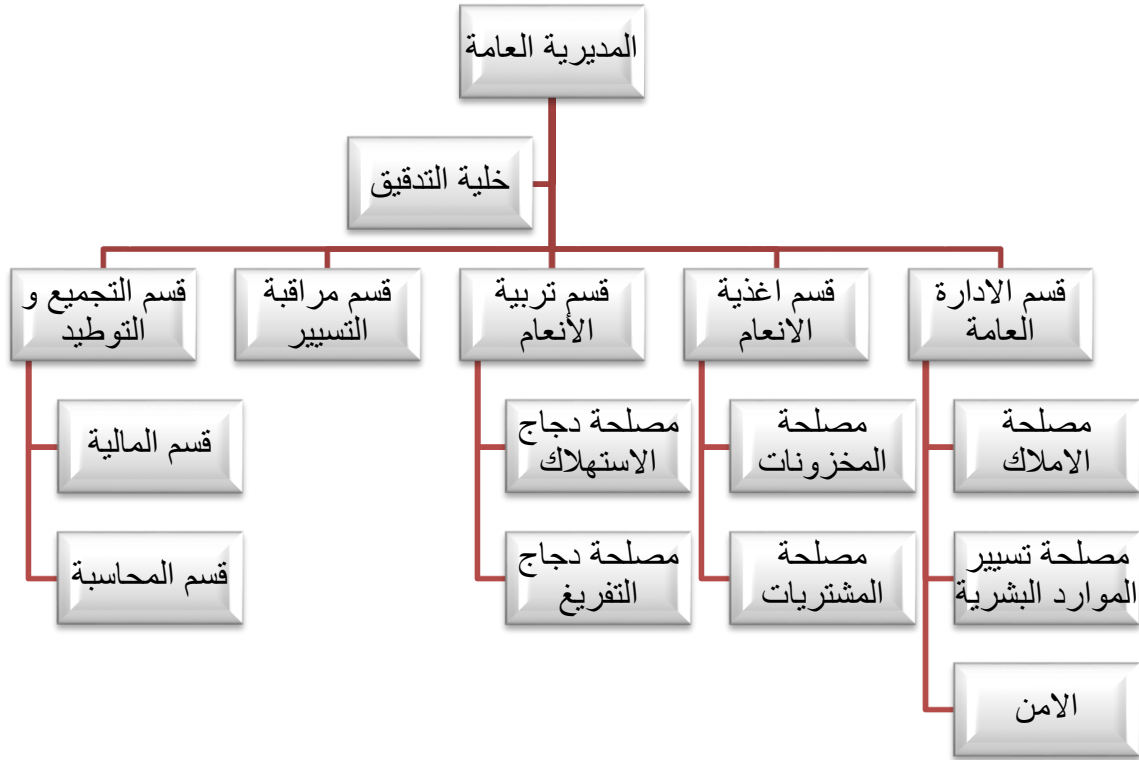 المديرية العامة
خلية التدقيق
قسم الادارة
العامة
قسم اغذية
الانعام
قسم تربية
الأنعام
قسم مراقبة
التسيير
قسم التجميع و
التوطيد
مصلحة
الاملاك
مصلحة
المخزونات
مصلحة دجاج
الاستهلاك
قسم المالية
مصلحة تسيير
الموارد البشرية
مصلحة
المشتريات
مصلحة دجاج
التفريغ
قسم المحاسبة
الامن